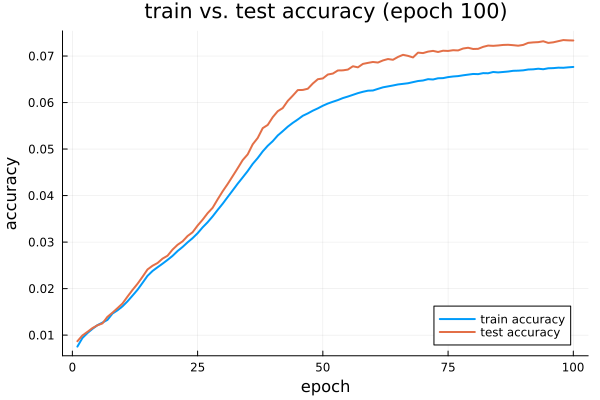 train vs. test accuracy (epoch 100)
accuracy
0.07
0.06
0.05
0.04
0.03
0.02
0.01
0
25
50
75
100
epoch
train accuracy
test accuracy